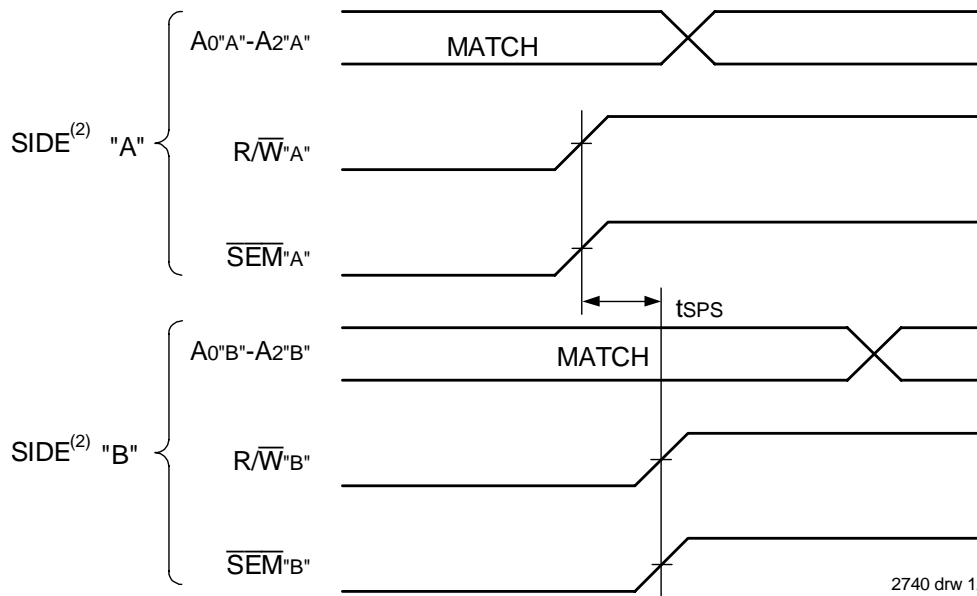 A0"A"-A2"A"
MATCH
SIDE(2) "A"
R/W"A"
SEM"A"
tSPS
A0"B"-A2"B"
MATCH
SIDE(2) "B"
R/W"B"
SEM"B"
2740 drw 1